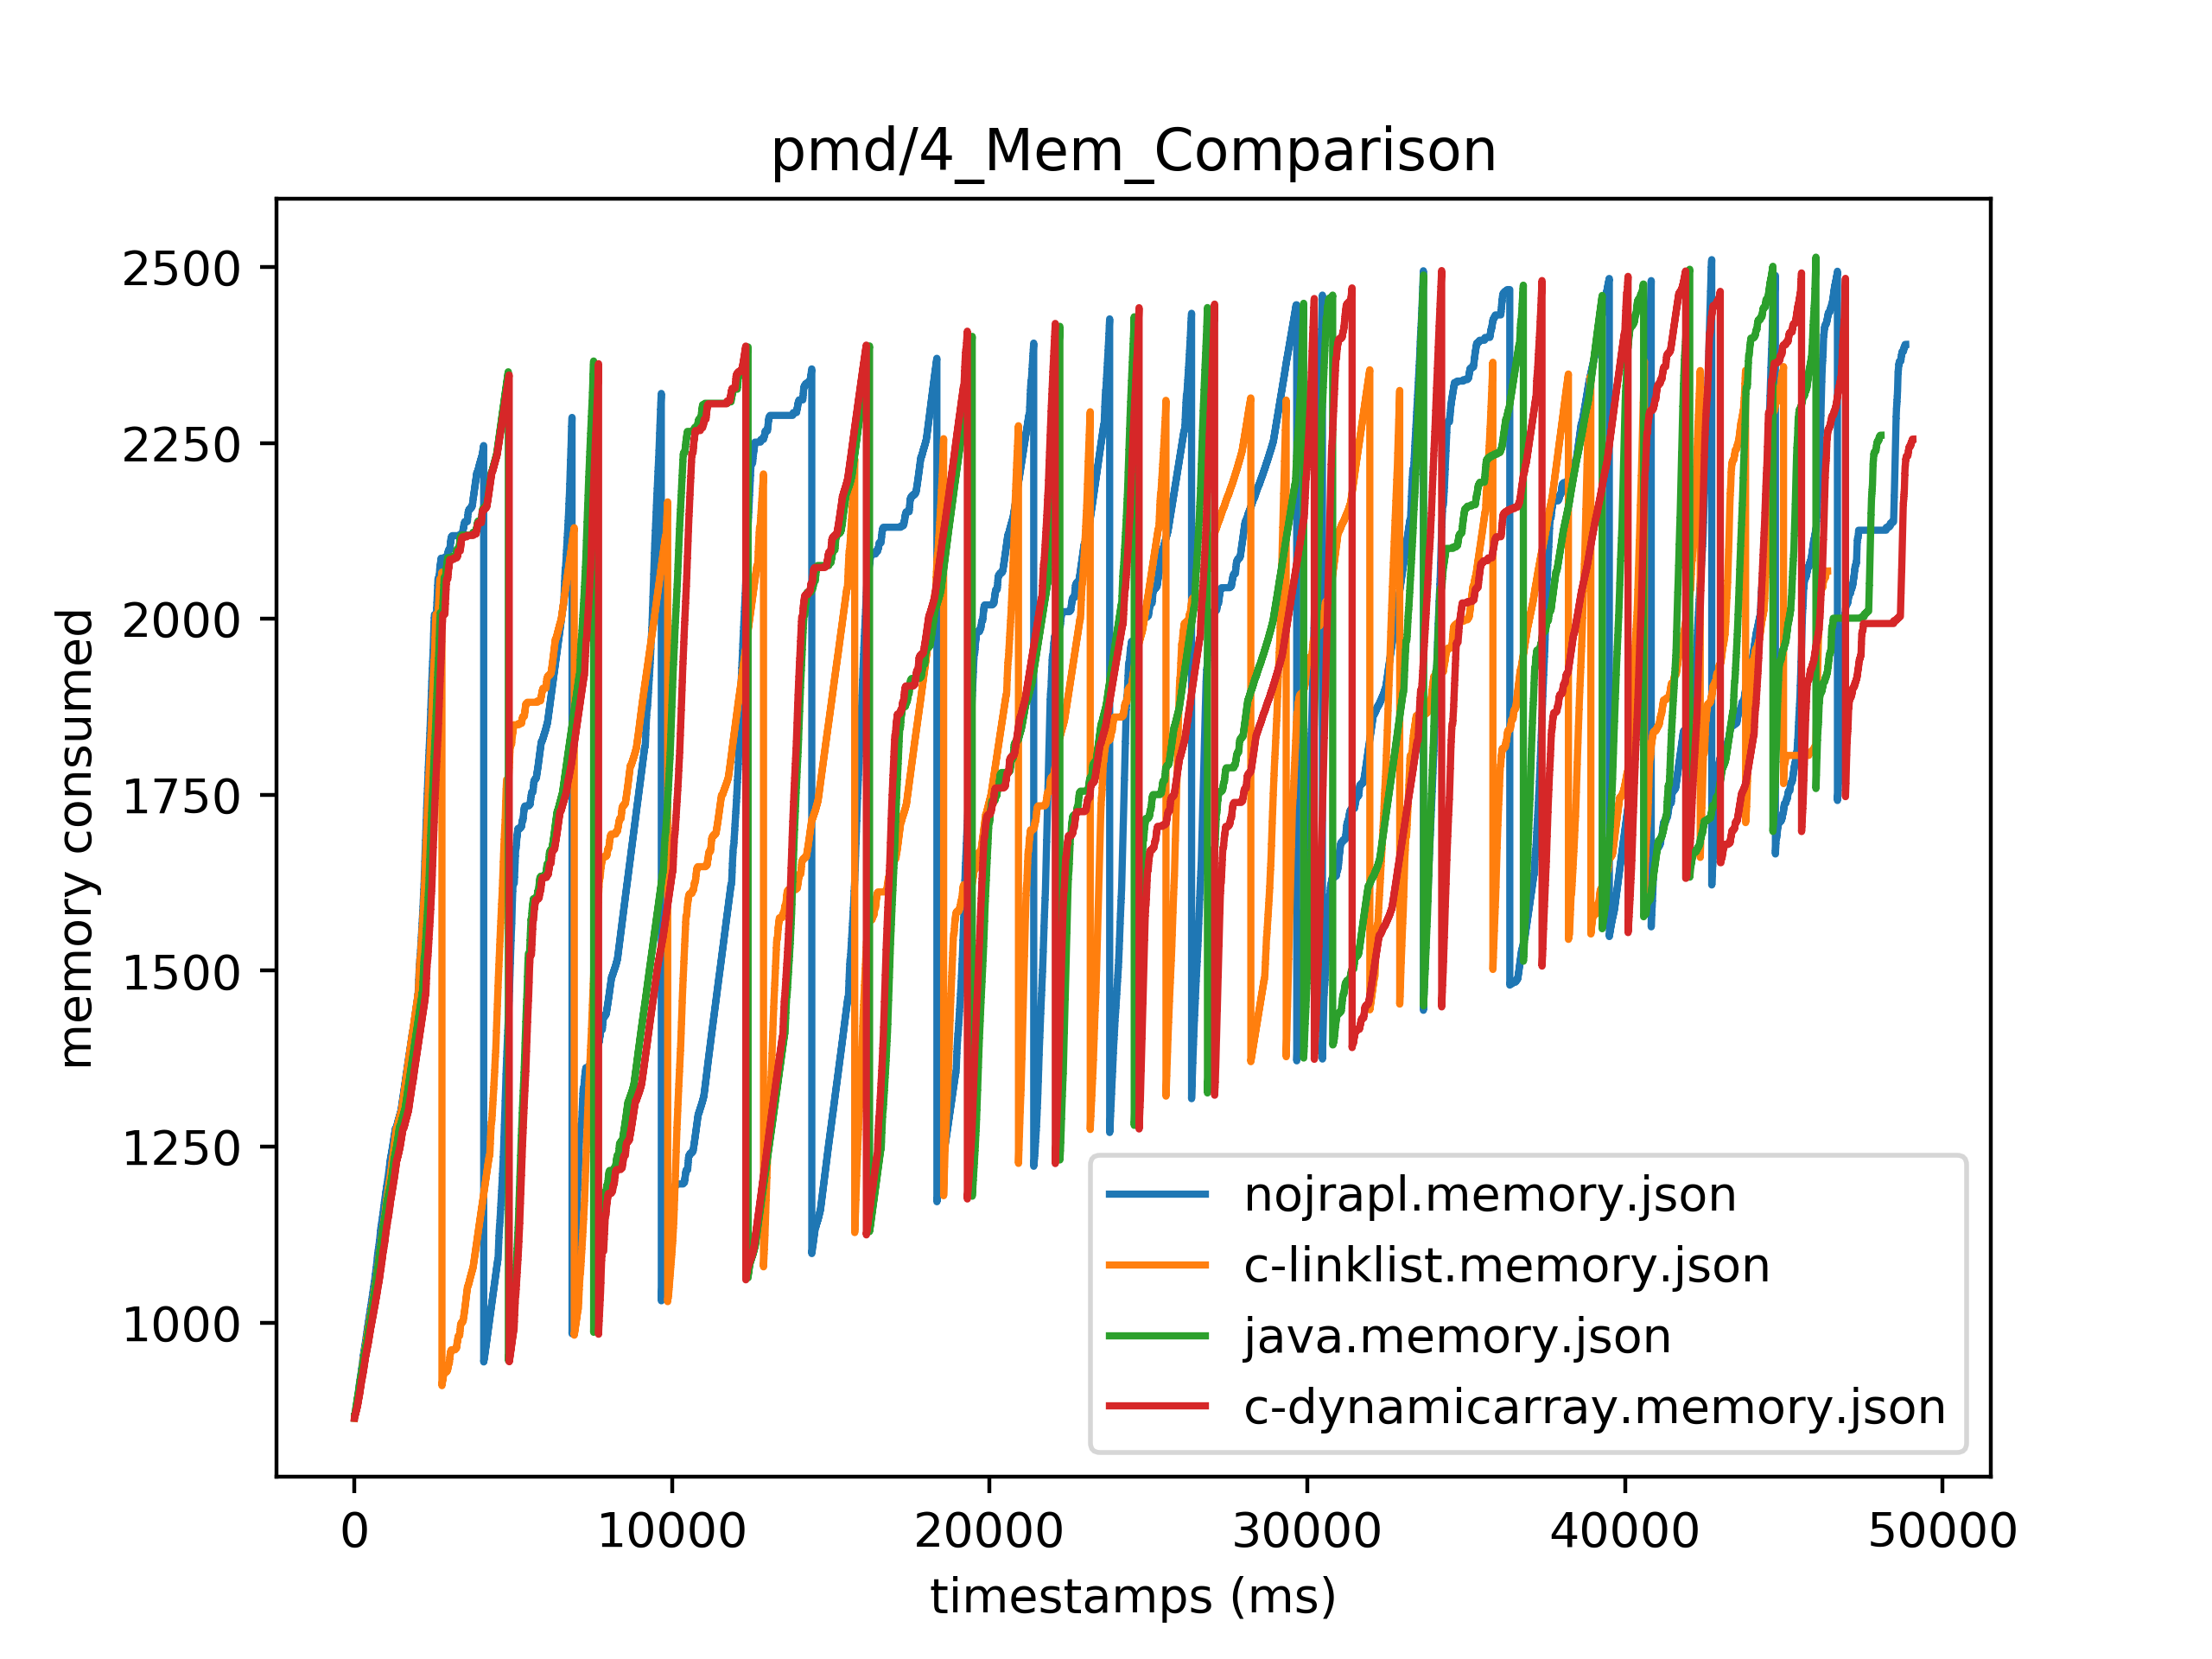 pmd/4_Mem_Comparison
2500
2250
2000
1750
1500
1250
1000
memory consumed
nojrapl.memory.json
c-linklist.memory.json
java.memory.json
c-dynamicarray.memory.json
0 10000 20000 30000 40000 50000
timestamps (ms)